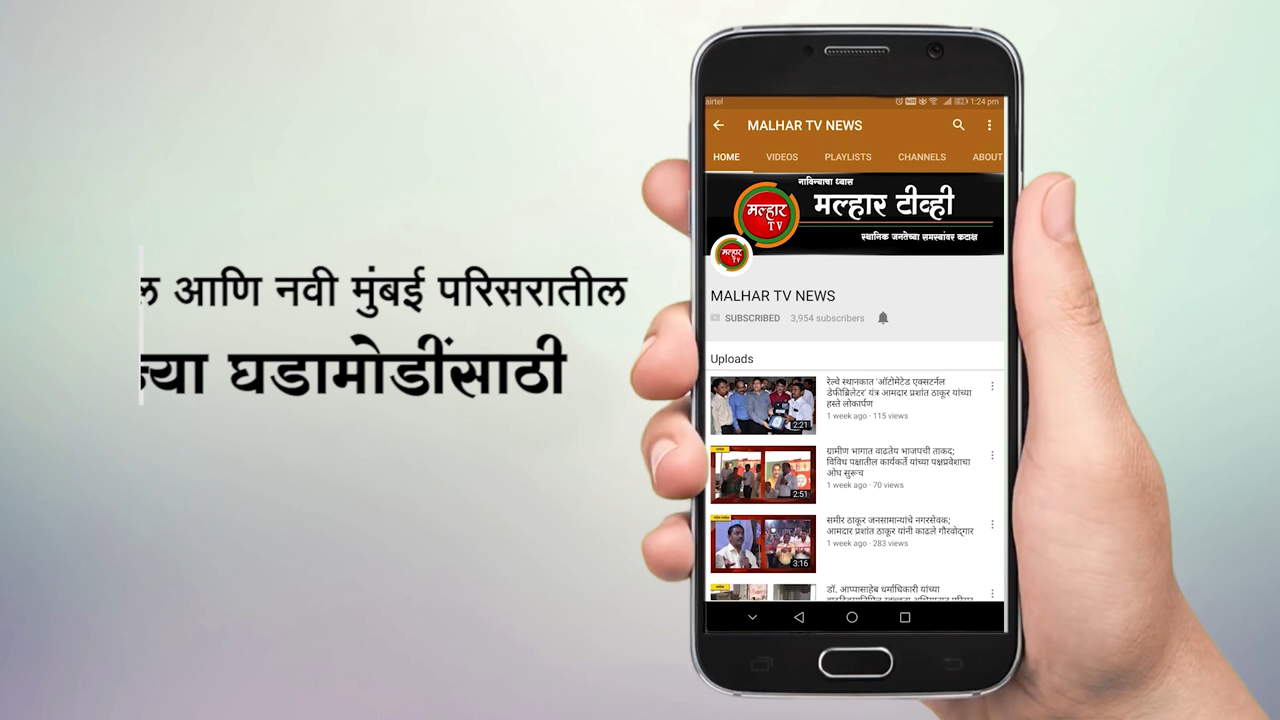 आणि नवी मुंबई परिसरातील
घडामोडींसाठी
airtel
1:24 pm
MALHAR TV NEWS
HOME VIDEOS PLAYLISTS CHANNELS ABOUT
नाविन्याचा ध्यास
मल्हार टीव्ही
मल्हार
TV
स्थानिक जनतेच्या समस्यांवर कटाक्ष
मल्हार
TV
MALHAR TV NEWS
SUBSCRIBED 3,954 subscribers
Uploads
रेल्वे स्थानकात 'ऑटोमेटेड एक्सटर्नल
डेफीब्रिलेटर' यंत्र आमदार प्रशांत ठाकूर यांच्या
हस्ते लोकार्पण
1 week ago · 115 views
2:21
ग्रामीण भागात वाढतेय भाजपची ताकद;
विविध पक्षातील कार्यकर्ते यांच्या पक्षप्रवेशाचा
ओघ सुरूच
1 week ago · 70 views
2:51
समीर ठाकूर जनसामान्यांचे नगरसेवक;
आमदार प्रशांत ठाकूर यांनी काढले गौरवोद्गार
1 week ago · 283 views
3:16
डॉ. आप्पासाहेब धर्माधिकारी यांच्या